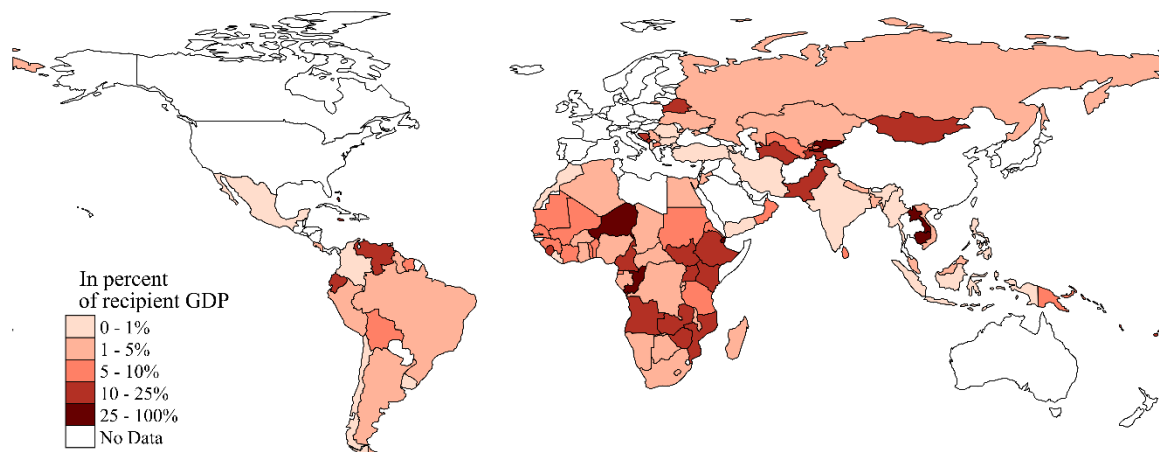 In percent
of recipient GDP
0 - 1%
1 - 5%
5 - 10%
10 - 25%
25 - 100%
No Data